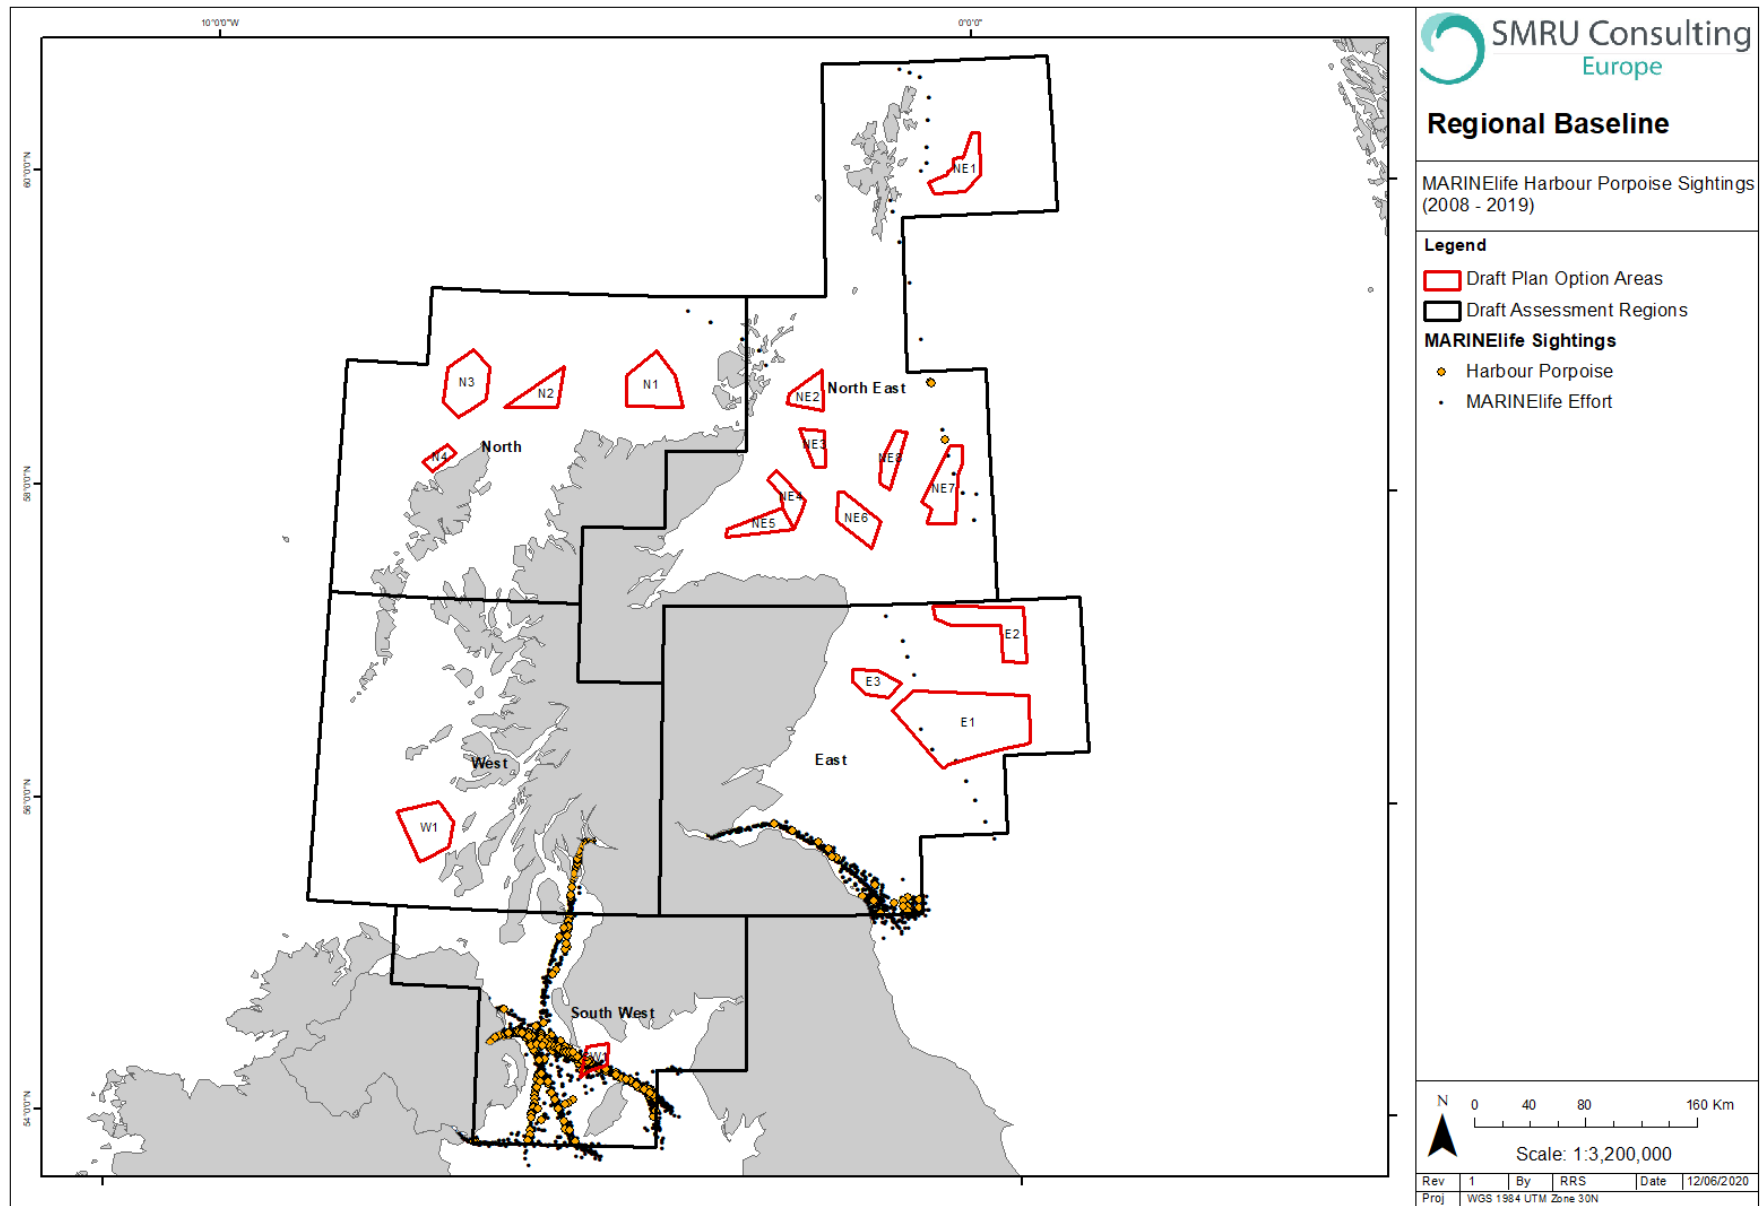 10°0'0"W
0°0'0"
60°0'0"N
58°0'0"N
56°0'0"N
54°0'0"N
NE1
N3
N2
N1
NE2
North East
N4
North
NE3
NE8
NE4
NE7
NE5
NE6
E2
E3
E1
West
East
W1
South West
SW1
SMRU Consulting
Europe
Regional Baseline
MARINElife Harbour Porpoise Sightings
(2008 - 2019)
Legend
Draft Plan Option Areas
Draft Assessment Regions
MARINElife Sightings
Harbour Porpoise
MARINElife Effort
N
0 40 80 160 Km
Scale: 1:3,200,000
Rev 1 By RRS Date 12/06/2020
Proj WGS 1984 UTM Zone 30N